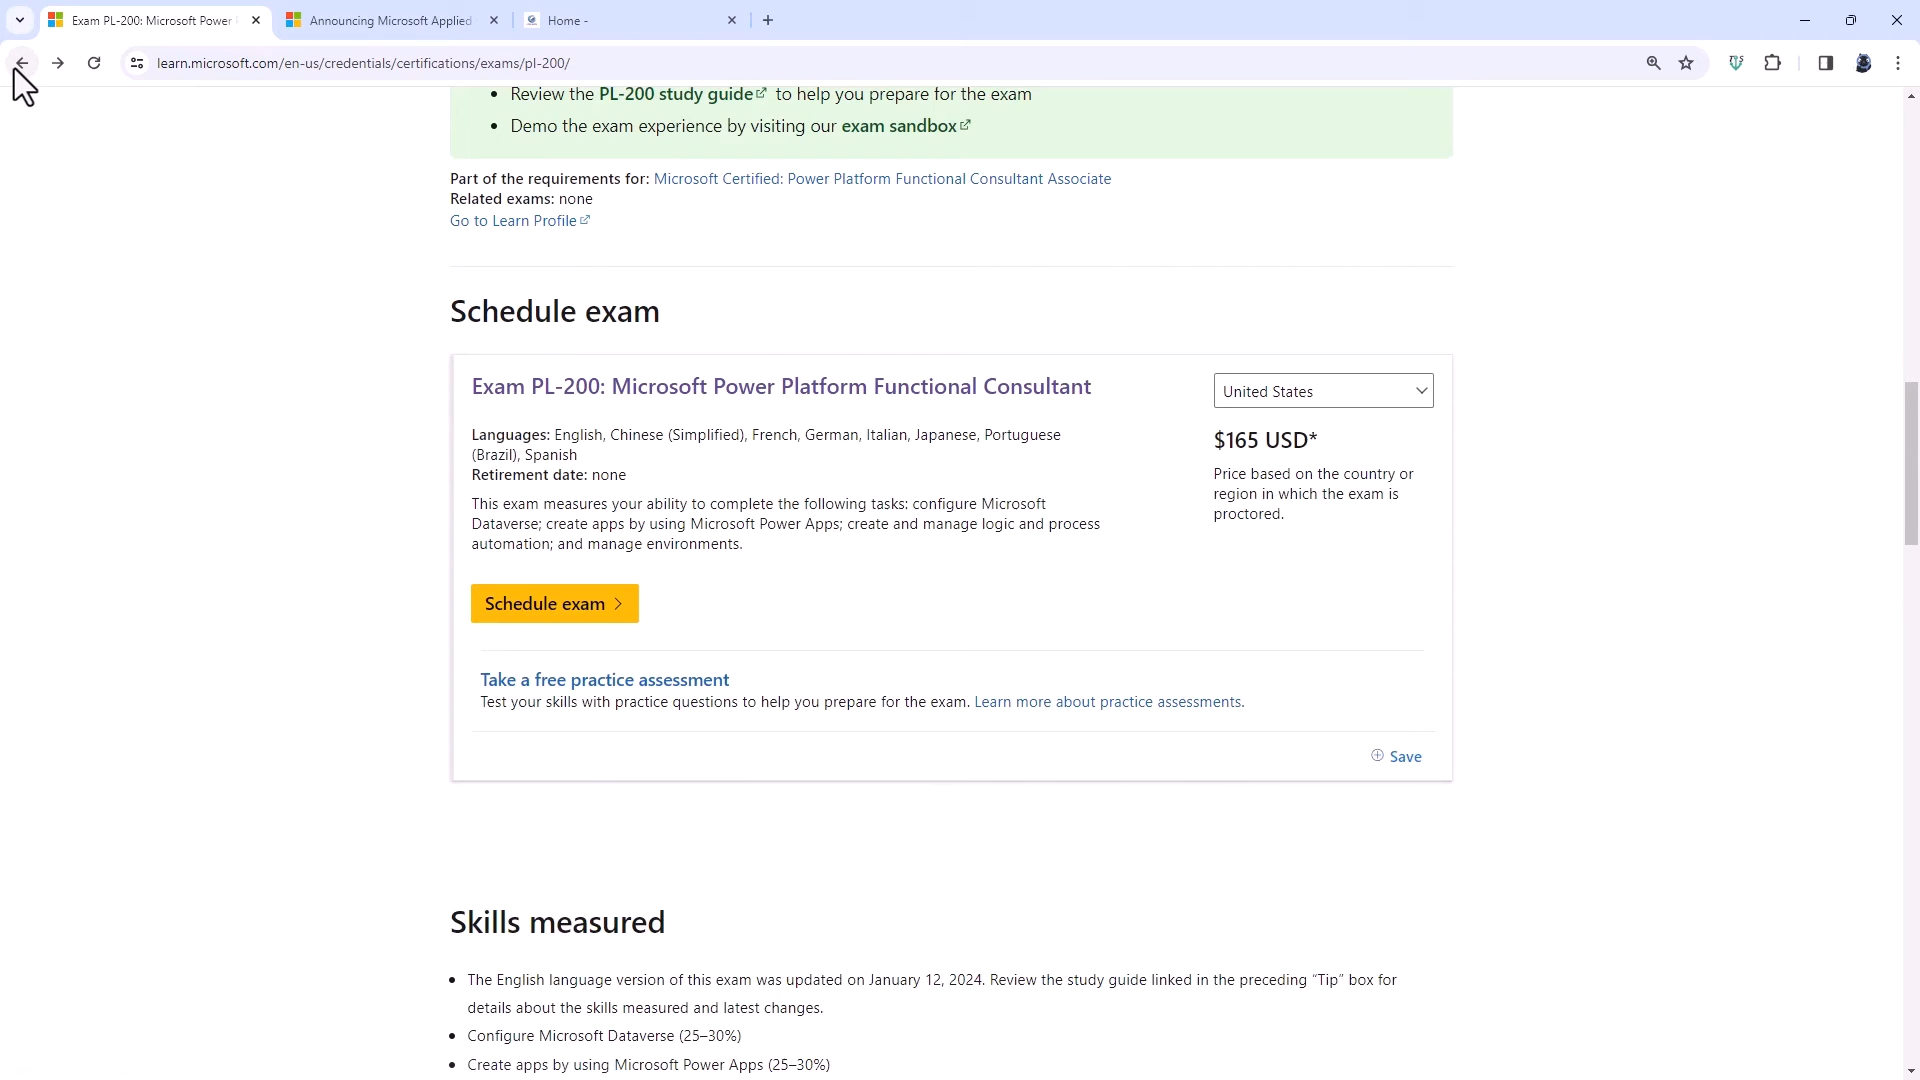 Exam PL-200: Microsoft Power
Announcing Microsoft Applied
Home -
learn.microsoft.com/en-us/credentials/certifications/exams/pl-200/
• Review the PL-200 study guide to help you prepare for the exam
• Demo the exam experience by visiting our exam sandbox
Part of the requirements for: Microsoft Certified: Power Platform Functional Consultant Associate
Related exams: none
Go to Learn Profile
Schedule exam
Exam PL-200: Microsoft Power Platform Functional Consultant
United States
Languages: English, Chinese (Simplified), French, German, Italian, Japanese, Portuguese
(Brazil), Spanish
Retirement date: none
$165 USD*
Price based on the country or
region in which the exam is
proctored.
This exam measures your ability to complete the following tasks: configure Microsoft
Dataverse; create apps by using Microsoft Power Apps; create and manage logic and process
automation; and manage environments.
Schedule exam >
Take a free practice assessment
Test your skills with practice questions to help you prepare for the exam. Learn more about practice assessments.
Save
Skills measured
• The English language version of this exam was updated on January 12, 2024. Review the study guide linked in the preceding “Tip” box for
details about the skills measured and latest changes.
• Configure Microsoft Dataverse (25–30%)
• Create apps by using Microsoft Power Apps (25–30%)